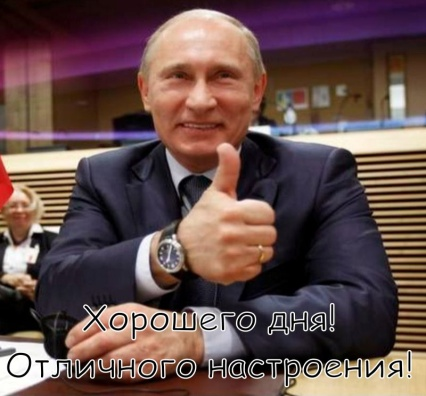 Хорошего дня!
Отличного настроения!